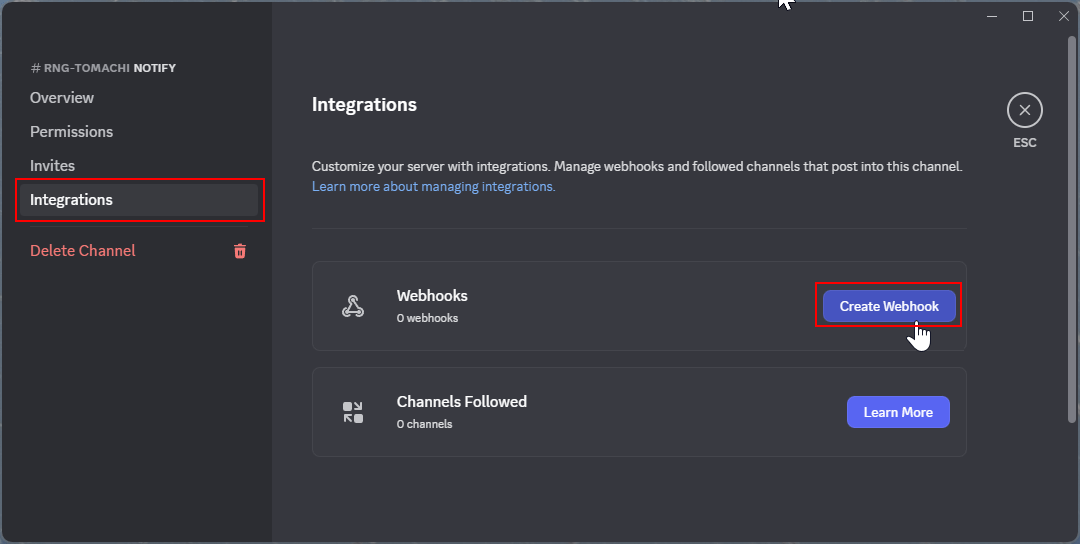 # RNG-TOMACHI NOTIFY
Overview
Permissions
Invites
Integrations
Delete Channel
Integrations
ESC
Customize your server with integrations. Manage webhooks and followed channels that post into this channel.
Learn more about managing integrations.
Webhooks
0 webhooks
Create Webhook
Channels Followed
0 channels
Learn More